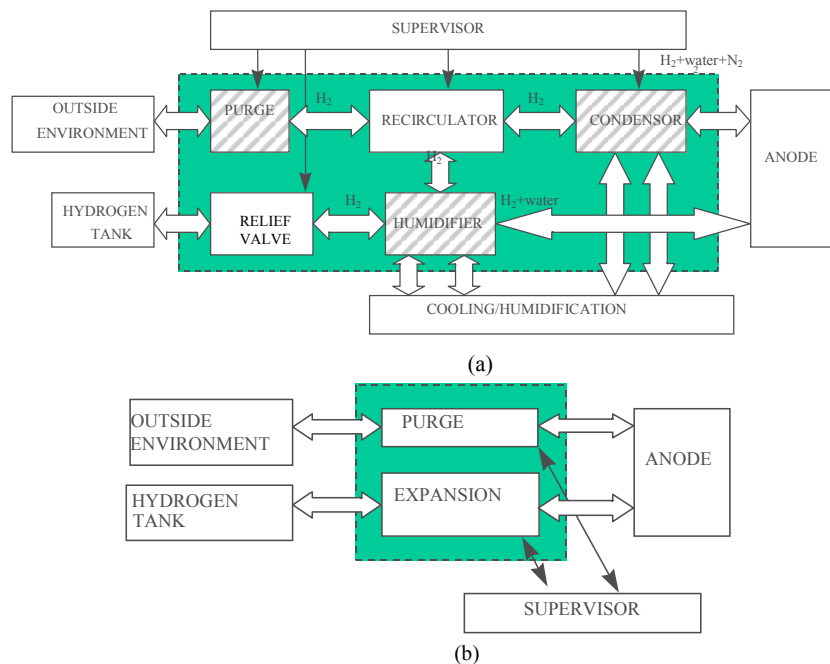 SUPERVISOR
H2+water+N2
2
OUTSIDE
ENVIRONMENT
PURGE
H2
RECIRCULATOR
H2
CONDENSOR
ANODE
H2
HYDROGEN
TANK
RELIEF
VALVE
H2
HUMIDIFIER
H2+water
COOLING/HUMIDIFICATION
(a)
OUTSIDE
ENVIRONMENT
PURGE
ANODE
HYDROGEN
TANK
EXPANSION
SUPERVISOR
(b)